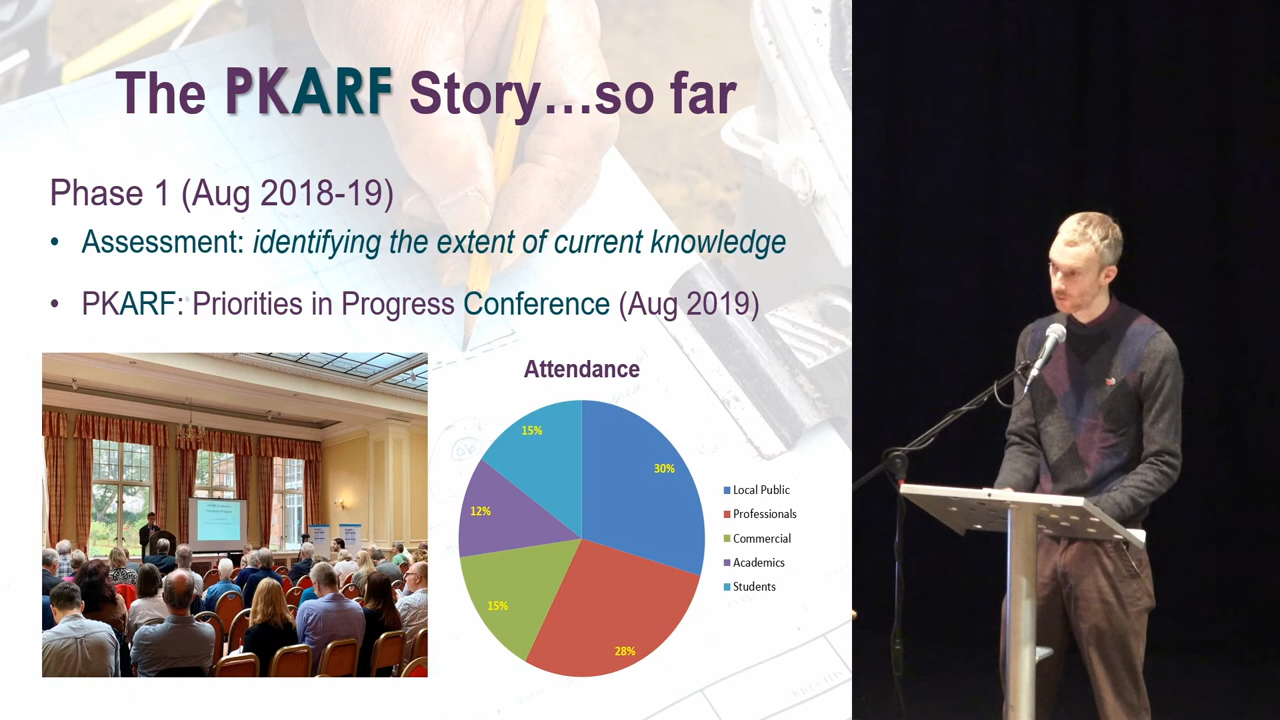 The PKARF Story…so far
Phase 1 (Aug 2018-19)
• Assessment: identifying the extent of current knowledge
• PKARF: Priorities in Progress Conference (Aug 2019)
Attendance
15%
30%
12%
15%
28%
Local Public
Professionals
Commercial
Academics
Students